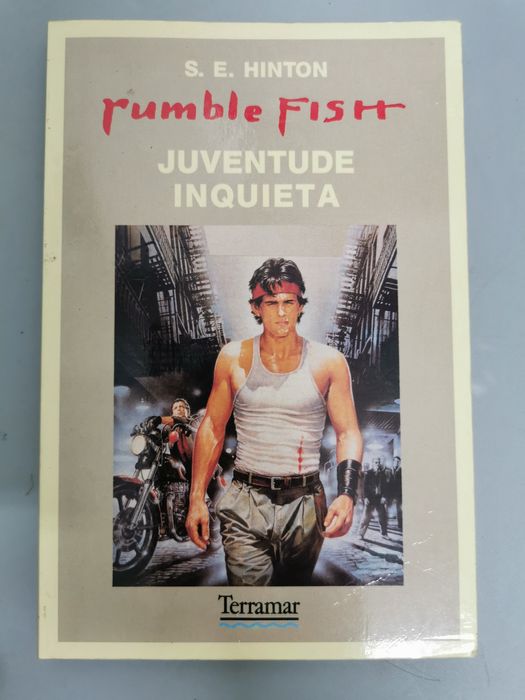 S. E. HINTON
rumble FISH
JUVENTUDE
INQUIETA
Terramar